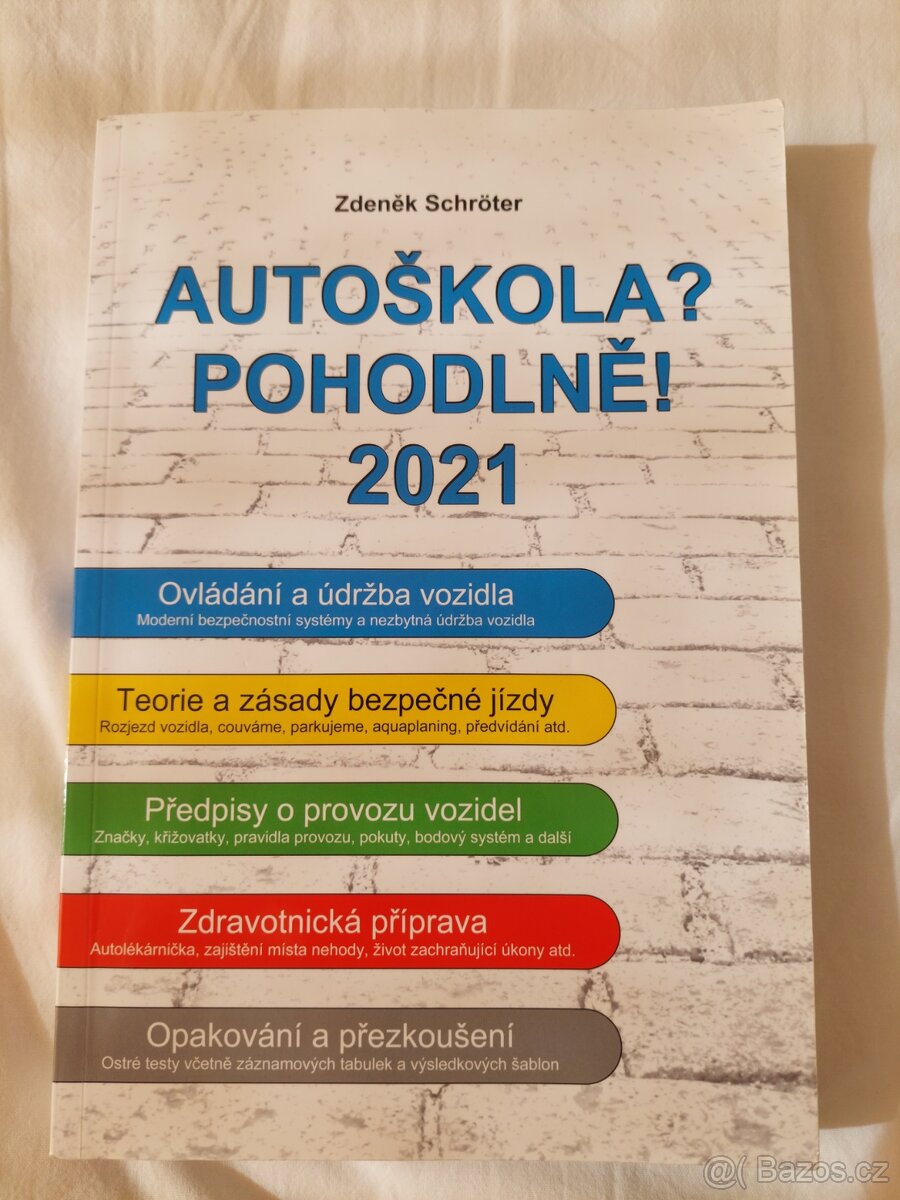 Zdeněk Schröter
AUTOŠKOLA?
POHODLNĚ!
2021
Ovládání a údržba vozidla
Moderní bezpečnostní systémy a nezbytná údržba vozidla
Teorie a zásady bezpečné jízdy
Rozjezd vozidla, couváme, parkujeme, aquaplaning, předvídání atd.
Předpisy o provozu vozidel
Značky, křižovatky, pravidla provozu, pokuty, bodový systém a další
Zdravotnická příprava
Autolékárnička, zajištění místa nehody, život zachraňující úkony atd.
Opakování a přezkoušení
Ostré testy včetně záznamových tabulek a výsledkových šablon
@( Bazos.cz